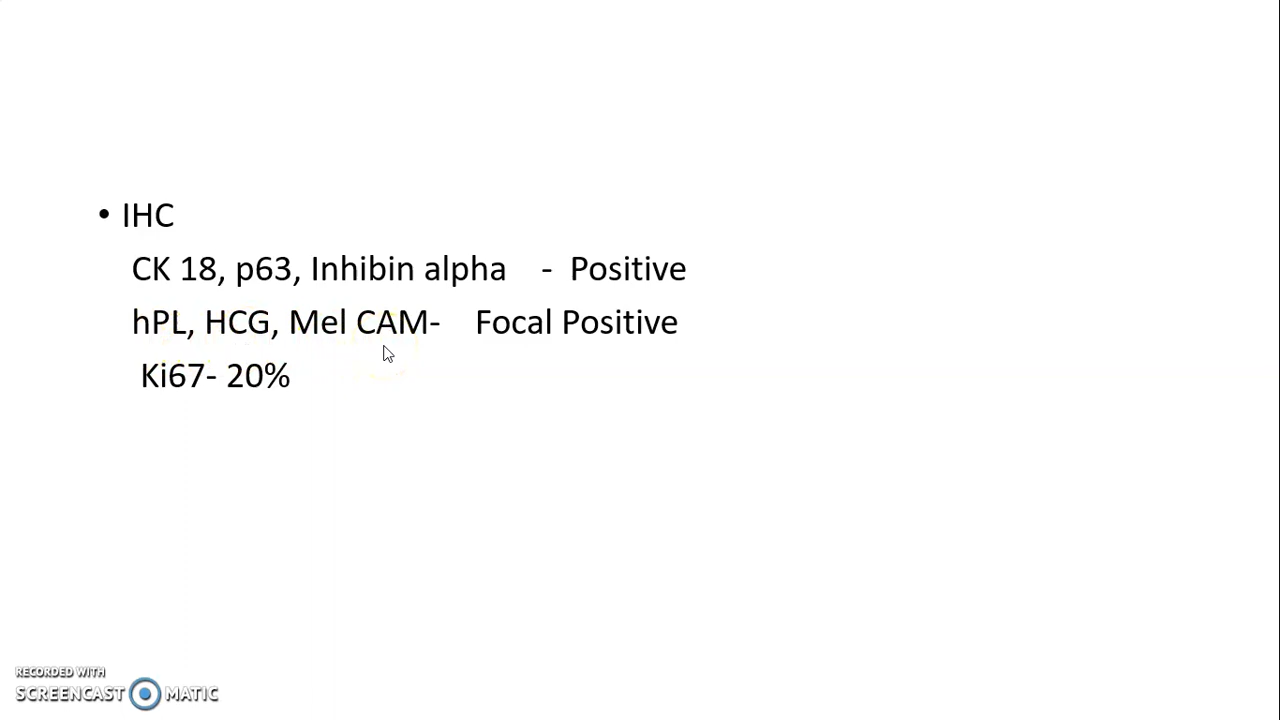 • IHC
CK 18, p63, Inhibin alpha - Positive
hPL, HCG, Mel CAM- Focal Positive
Ki67- 20%
RECORDED WITH
SCREENCAST MATIC